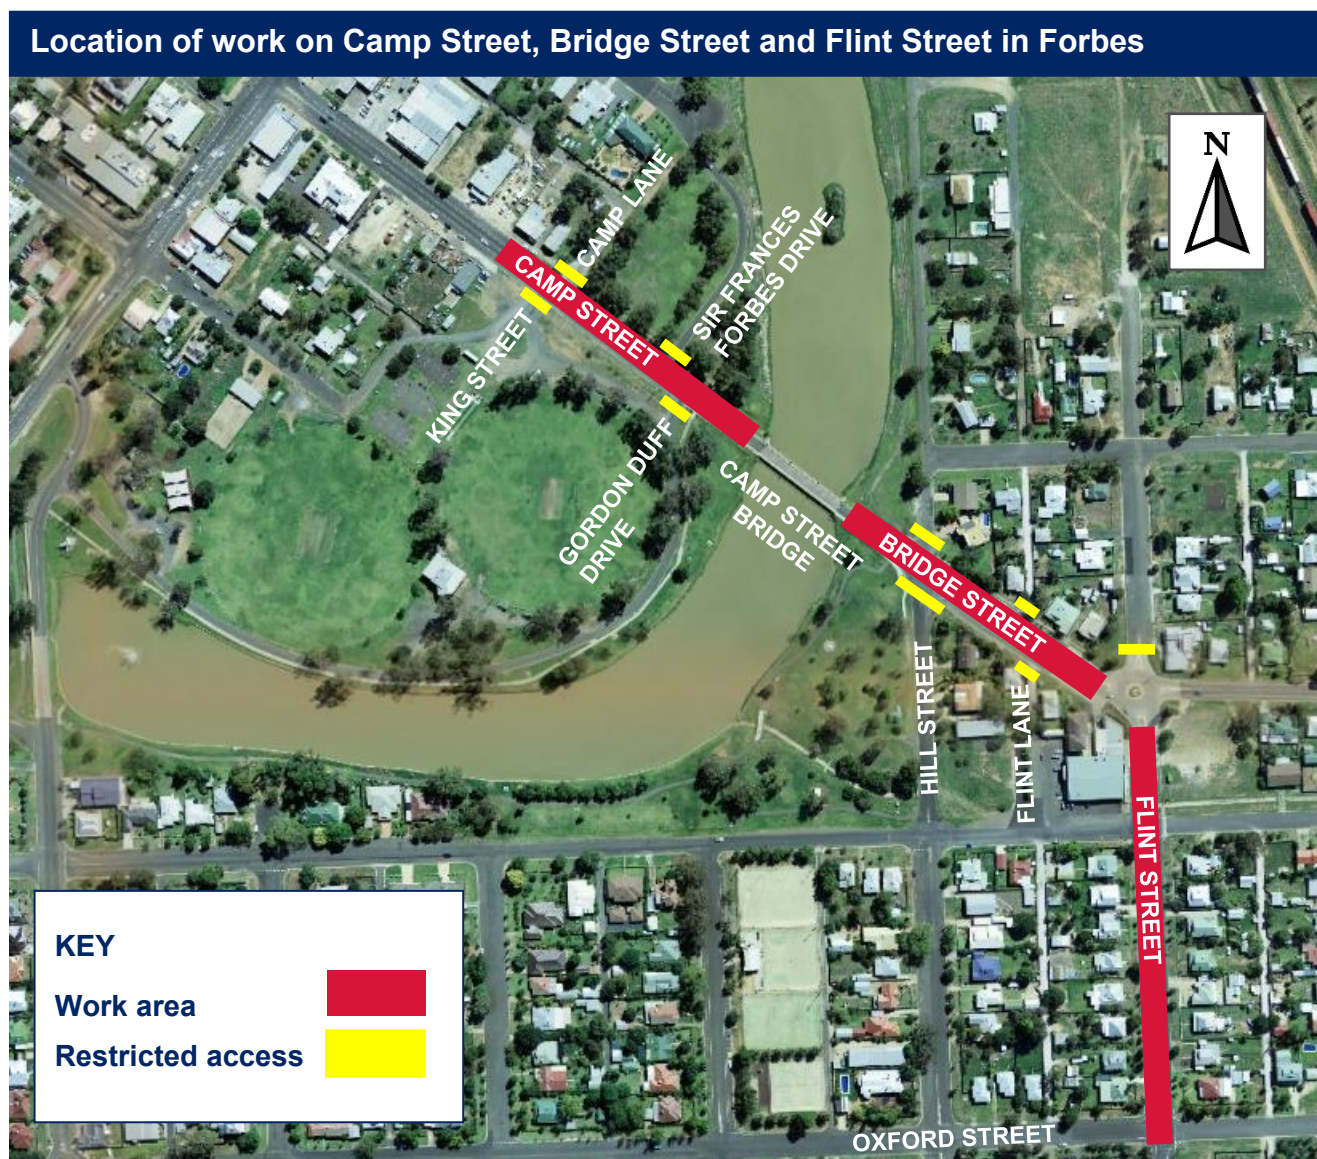 Location of work on Camp Street, Bridge Street and Flint Street in Forbes
N
CAMP LANE
CAMP STREET
SIR FRANCES
FORBES DRIVE
KING STREET
GORDON DUFF
DRIVE
CAMP STREET
BRIDGE
BRIDGE STREET
HILL STREET
FLINT LANE
FLINT STREET
KEY
Work area
Restricted access
OXFORD STREET